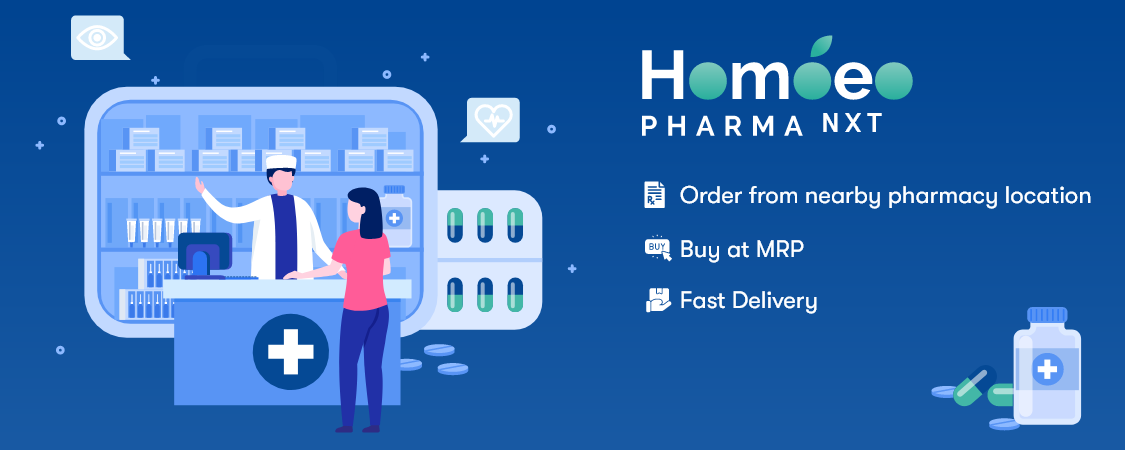 Homoeo
PHARMA NXT
Order from nearby pharmacy location
BUY
Buy at MRP
Fast Delivery